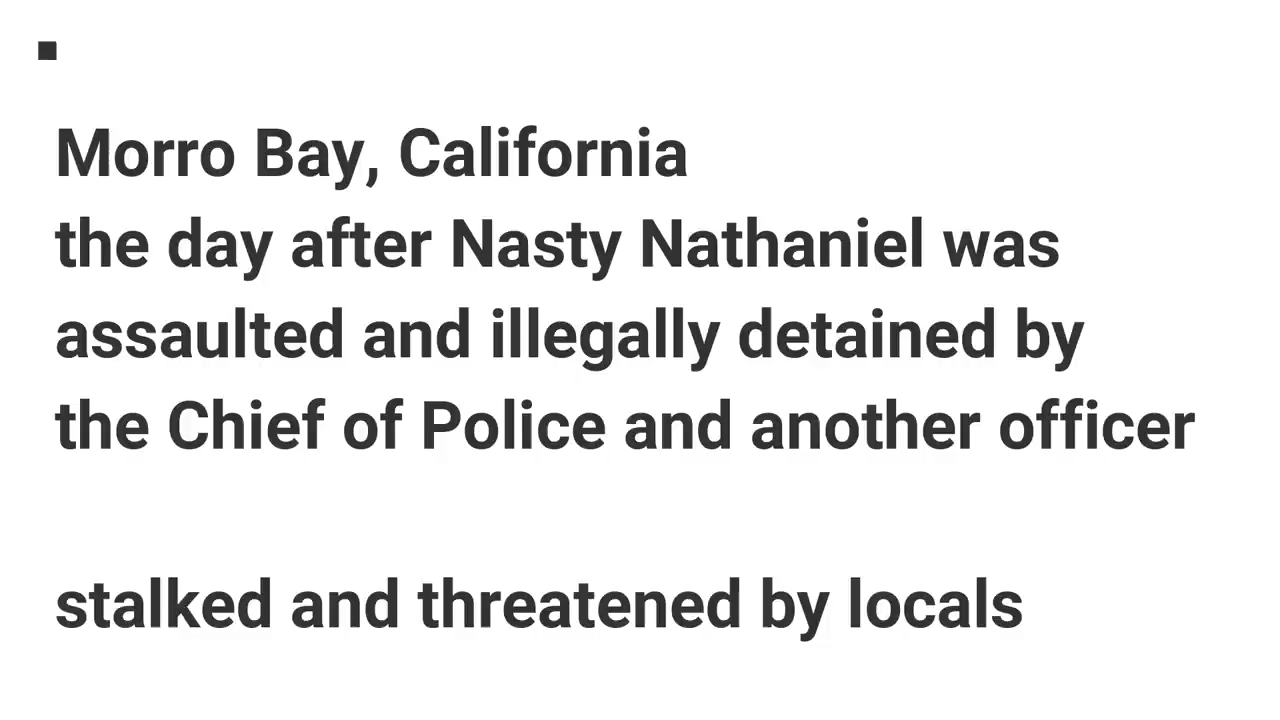 Morro Bay, California
the day after Nasty Nathaniel was
assaulted and illegally detained by
the Chief of Police and another officer
stalked and threatened by locals